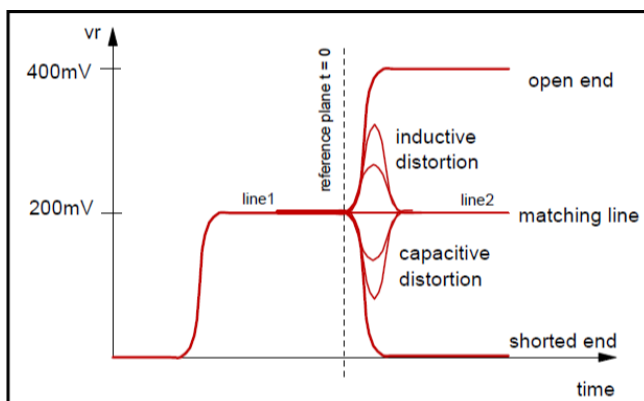 vr
400mV
open end
reference plane t = 0
inductive
distortion
line1
line2
200mV
matching line
capacitive
distortion
shorted end
time